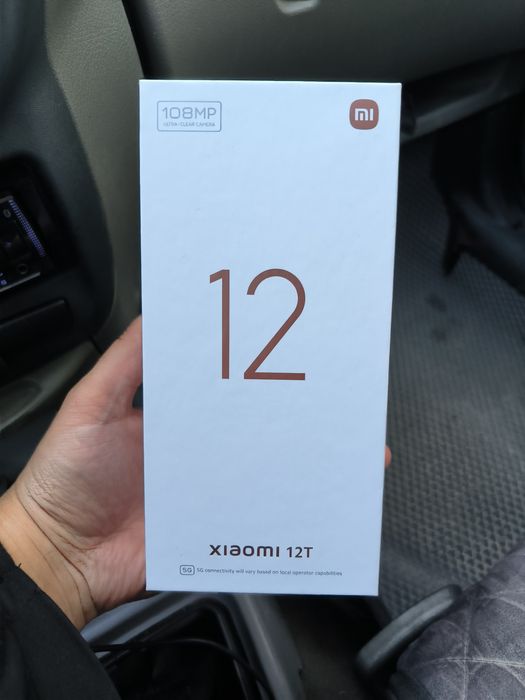 108MP
ULTRA-CLEAR CAMERA
mi
12
xiaomi 12T
5G 5G connectivity will vary based on local operator capabilities